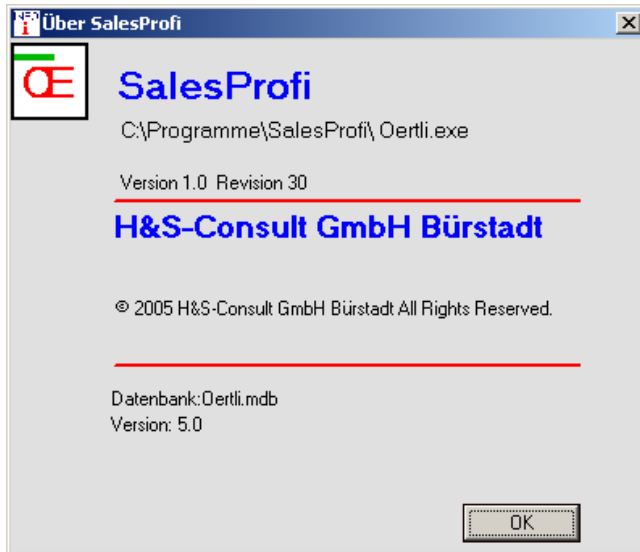 Über SalesProfi
Œ
SalesProfi
C:\Programme\SalesProfi\ Oertli.exe
Version 1.0 Revision 30
H&S-Consult GmbH Bürstadt
© 2005 H&S-Consult GmbH Bürstadt All Rights Reserved.
Datenbank:Oertli.mdb
Version: 5.0
OK